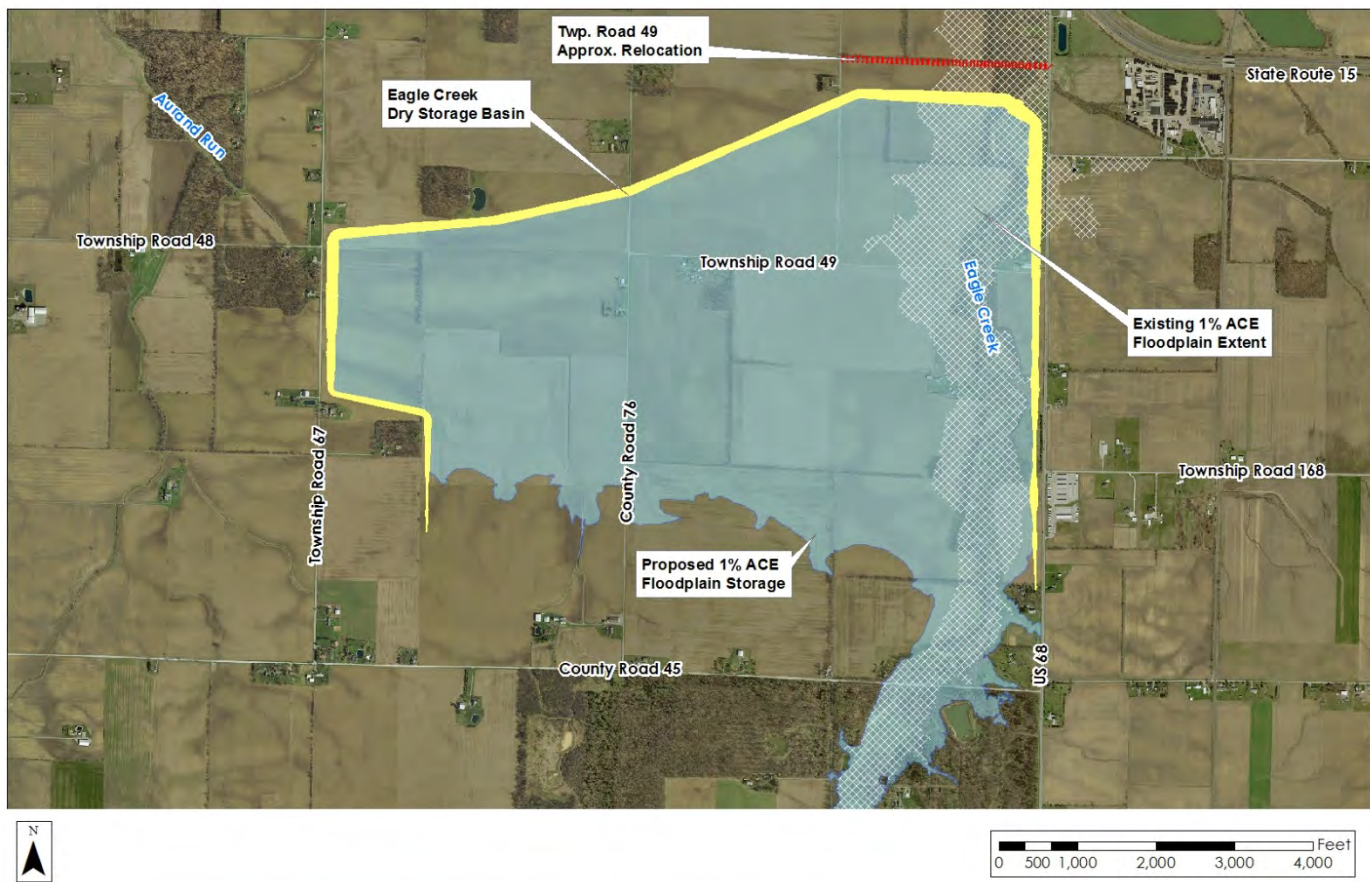 Twp. Road 49
Approx. Relocation
State Route 15
Eagle Creek
Dry Storage Basin
Aurand Run
Township Road 48
Township Road 49
Eagle Creek
Existing 1% ACE
Floodplain Extent
Township Road 67
County Road 76
Township Road 168
Proposed 1% ACE
Floodplain Storage
County Road 45
US 68
N
Feet
0 500 1,000 2,000 3,000 4,000